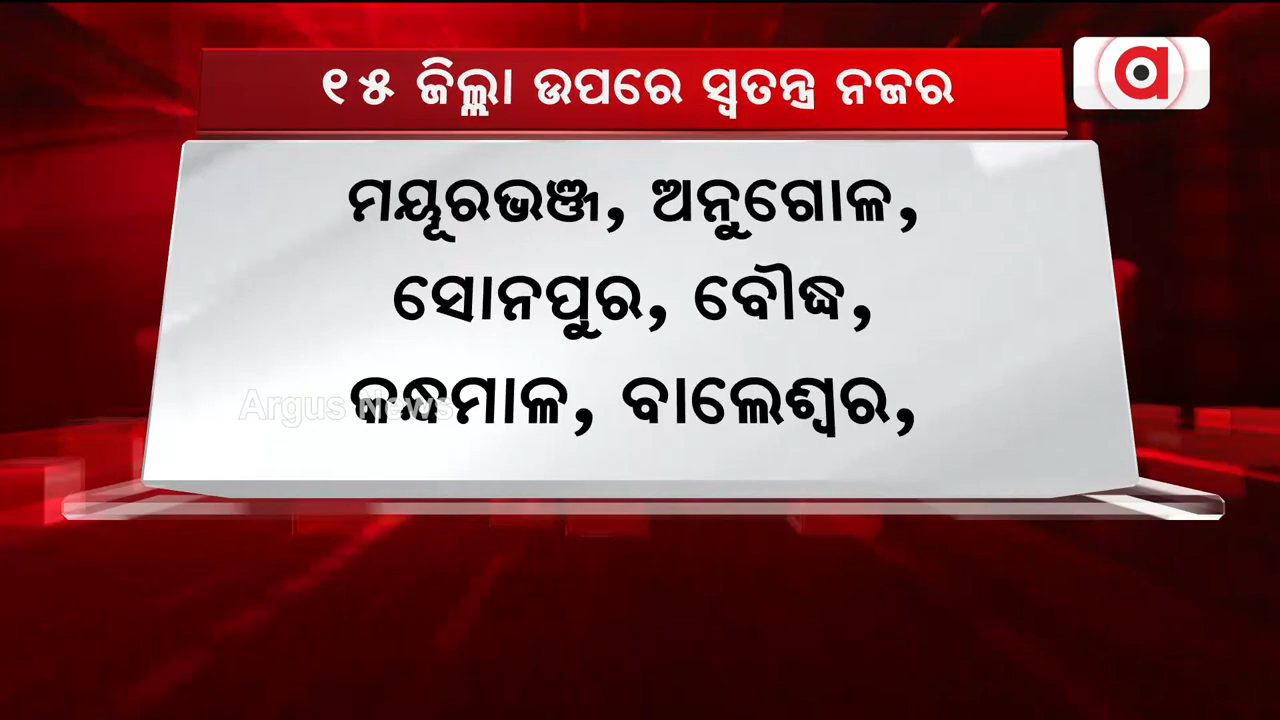 ୧୫ ଜିଲ୍ଲା ଉପରେ ସ୍ୱତନ୍ତ୍ର ନଜର
ମୟୂରଭଞ୍ଜ, ଅନୁଗୋଳ,
ସୋନପୁର, ବୌଦ୍ଧ,
କନ୍ଧମାଳ, ବାଲେଶ୍ୱର,
Argus News